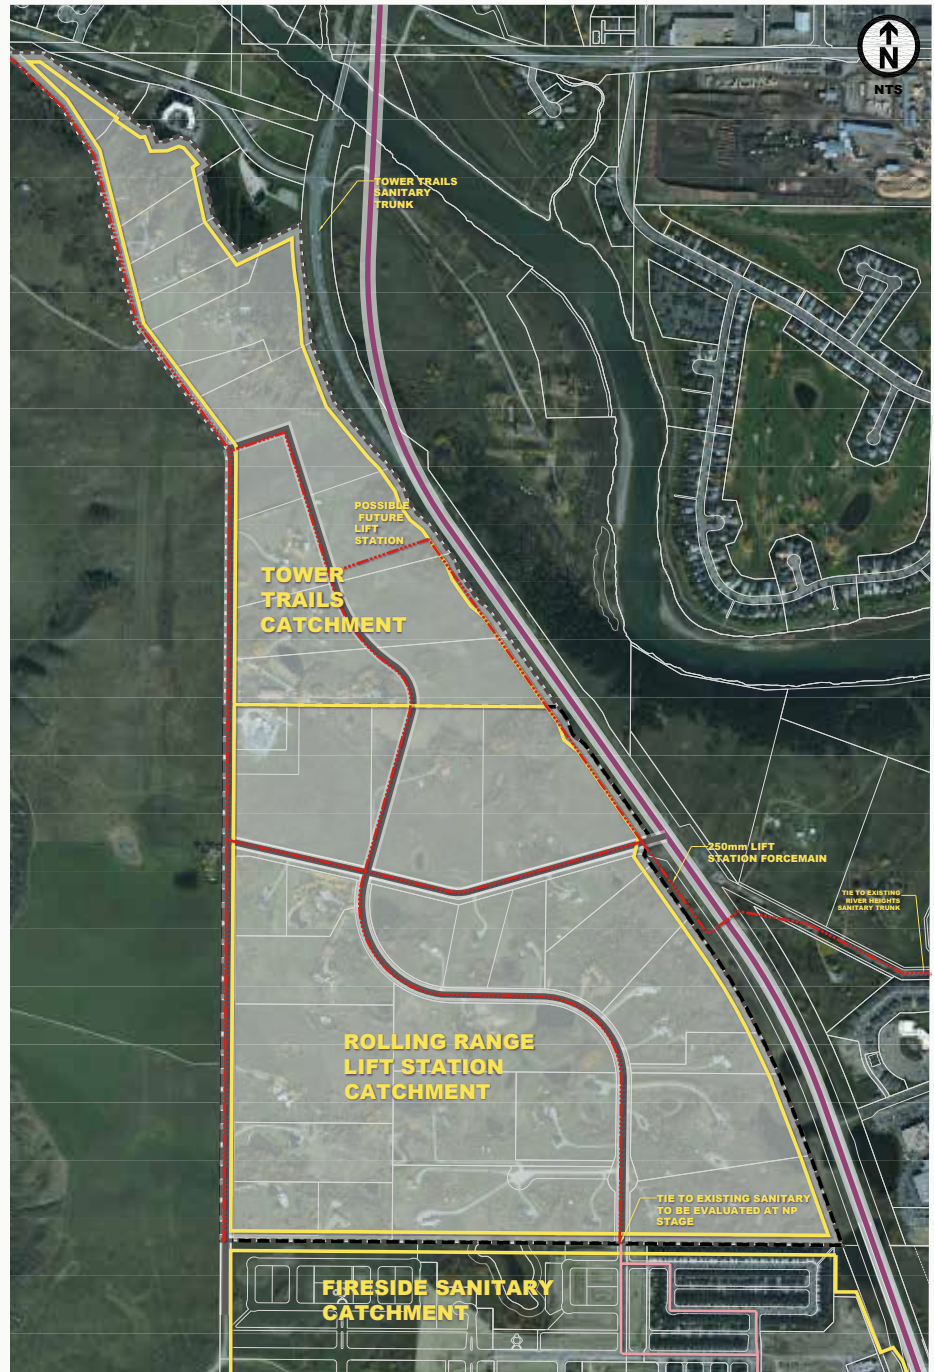 N
NTS
TOWER TRAILS
SANITARY
TRUNK
POSSIBLE
FUTURE
LIFT
STATION
TOWER
TRAILS
CATCHMENT
250mm LIFT
STATION FORCEMAIN
TIE TO EXISTING
RIVER HEIGHTS
SANITARY TRUNK
ROLLING RANGE
LIFT STATION
CATCHMENT
TIE TO EXISTING SANITARY
TO BE EVALUATED AT NP
STAGE
FIRESIDE SANITARY
CATCHMENT